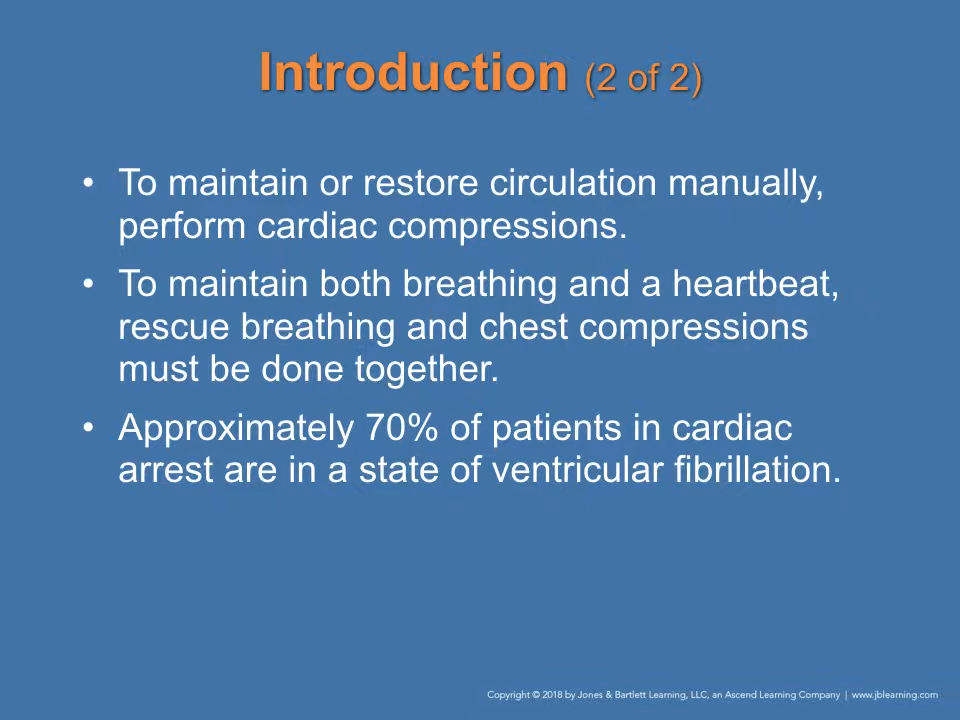 Introduction (2 of 2)
• To maintain or restore circulation manually,
perform cardiac compressions.
• To maintain both breathing and a heartbeat,
rescue breathing and chest compressions
must be done together.
• Approximately 70% of patients in cardiac
arrest are in a state of ventricular fibrillation.
Copyright © 2018 by Jones & Bartlett Learning, LLC, an Ascend Learning Company | www.jblearning.com